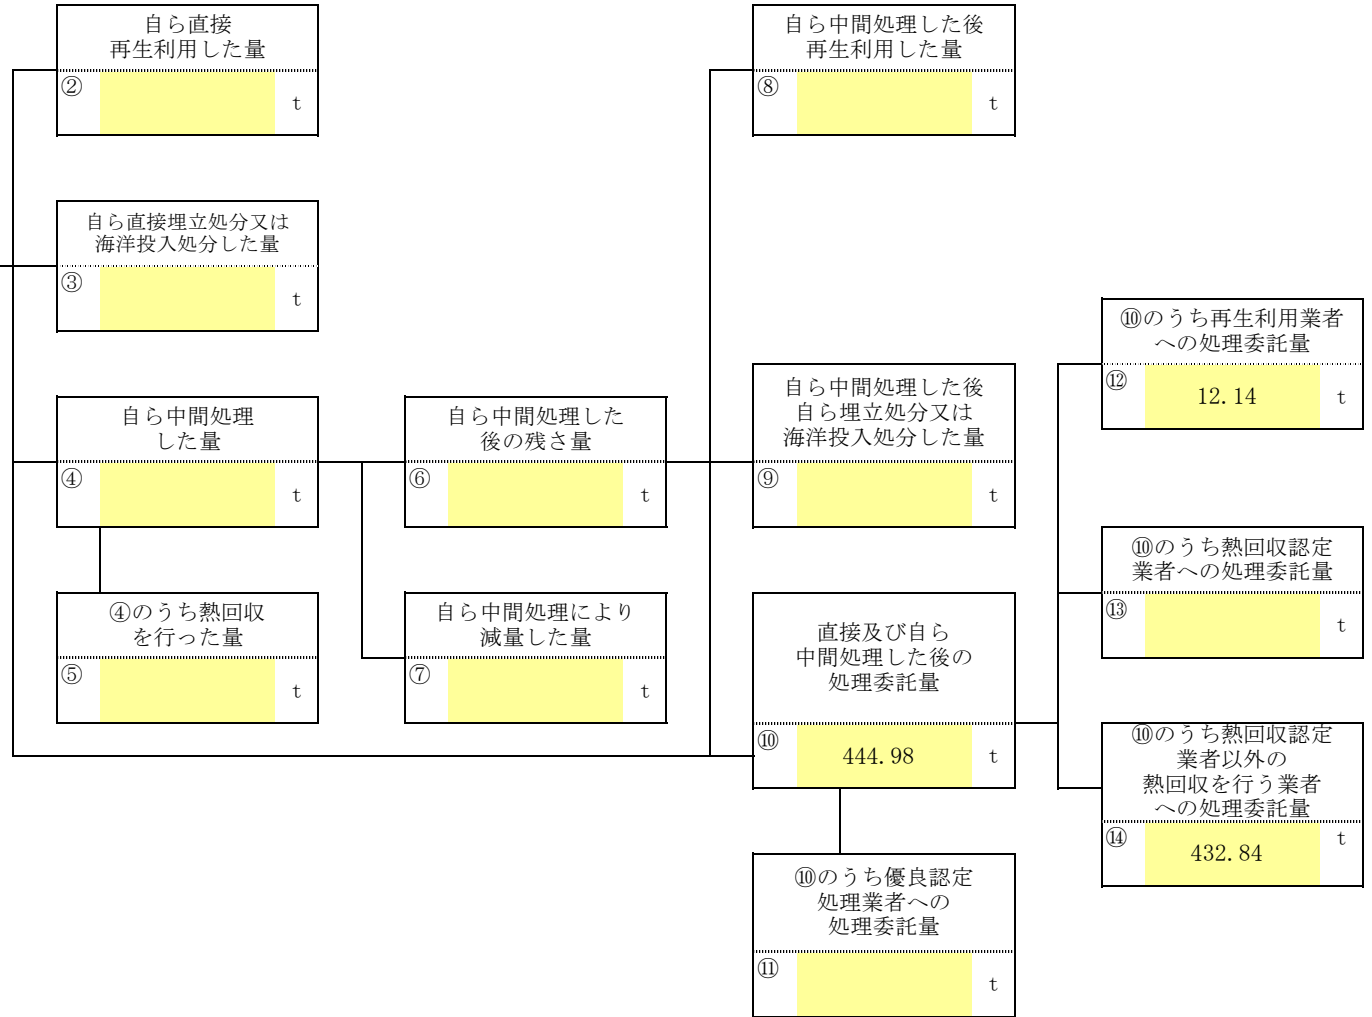 自ら直接
再生利用した量
②
t
自ら中間処理した後
再生利用した量
⑧
t
自ら直接埋立処分又は
海洋投入処分した量
③
t
⑩のうち再生利用業者
への処理委託量
⑫
12.14
t
自ら中間処理
した量
④
t
自ら中間処理した
後の残さ量
⑥
t
自ら中間処理した後
自ら埋立処分又は
海洋投入処分した量
⑨
t
⑩のうち熱回収認定
業者への処理委託量
⑬
t
④のうち熱回収
を行った量
⑤
t
自ら中間処理により
減量した量
⑦
t
直接及び自ら
中間処理した後の
処理委託量
⑩
444.98
t
⑩のうち熱回収認定
業者以外の
熱回収を行う業者
への処理委託量
⑭
432.84
t
⑩のうち優良認定
処理業者への
処理委託量
⑪
t